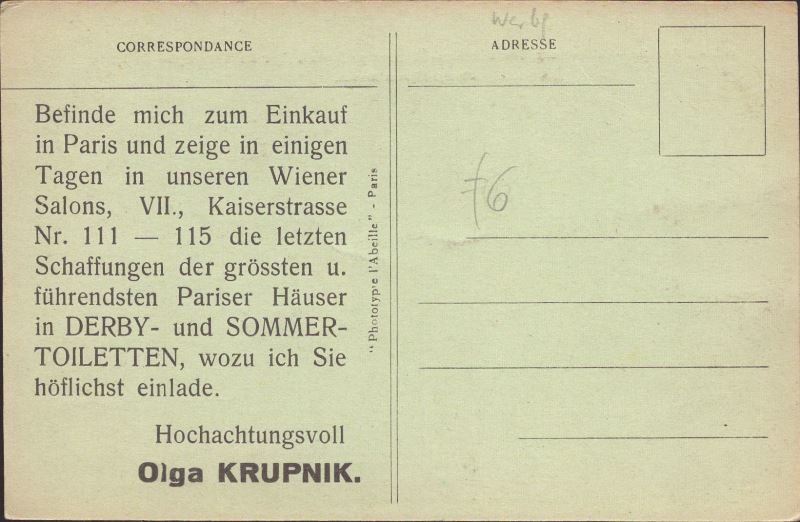 Werbg
CORRESPONDANCE
ADRESSE
Befinde mich zum Einkauf
in Paris und zeige in einigen
Tagen in unseren Wiener
Salons, VII., Kaiserstrasse
Nr. 111 — 115 die letzten
Schaffungen der grössten u.
führendsten Pariser Häuser
in DERBY- und SOMMER-
TOILETTEN, wozu ich Sie
höflichst einlade.
Hochachtungsvoll
Olga KRUPNIK.
"Phototypie l'Abeille" - Paris
76